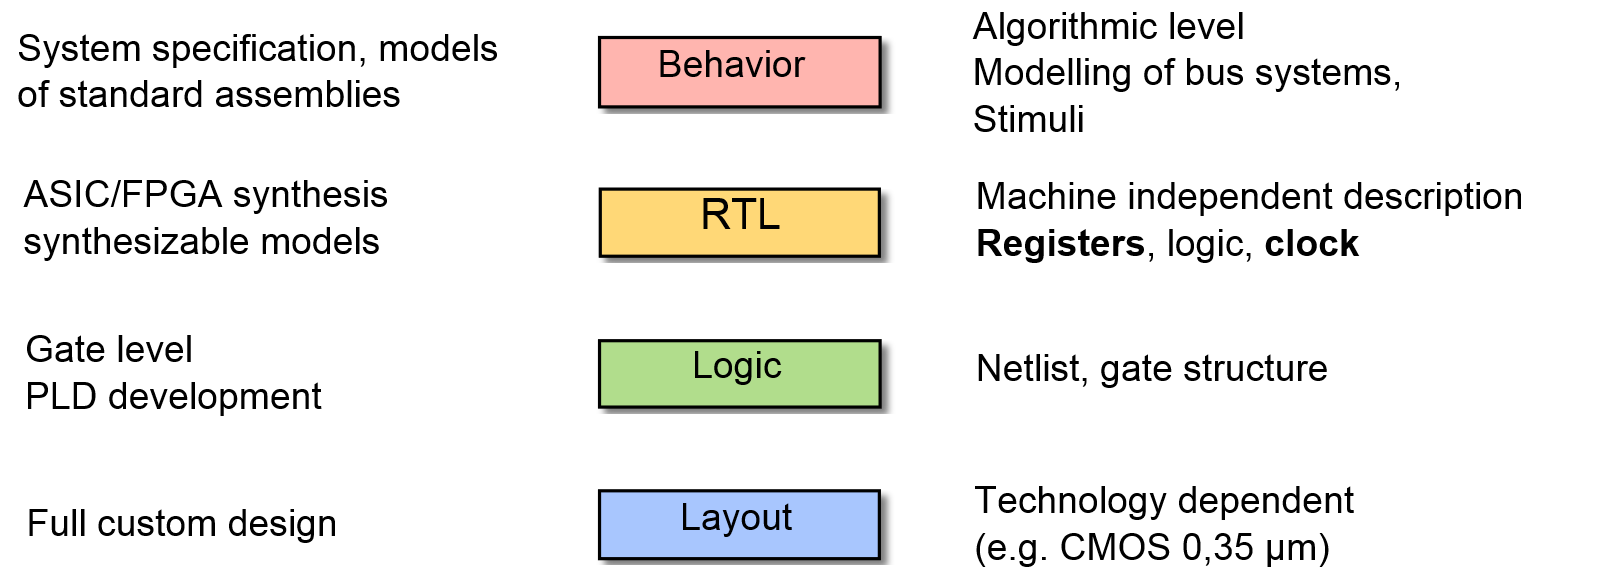 System specification, models
of standard assemblies
Behavior
Algorithmic level
Modelling of bus systems,
Stimuli
ASIC/FPGA synthesis
synthesizable models
RTL
Machine independent description
Registers, logic, clock
Gate level
PLD development
Logic
Netlist, gate structure
Full custom design
Layout
Technology dependent
(e.g. CMOS 0,35 µm)